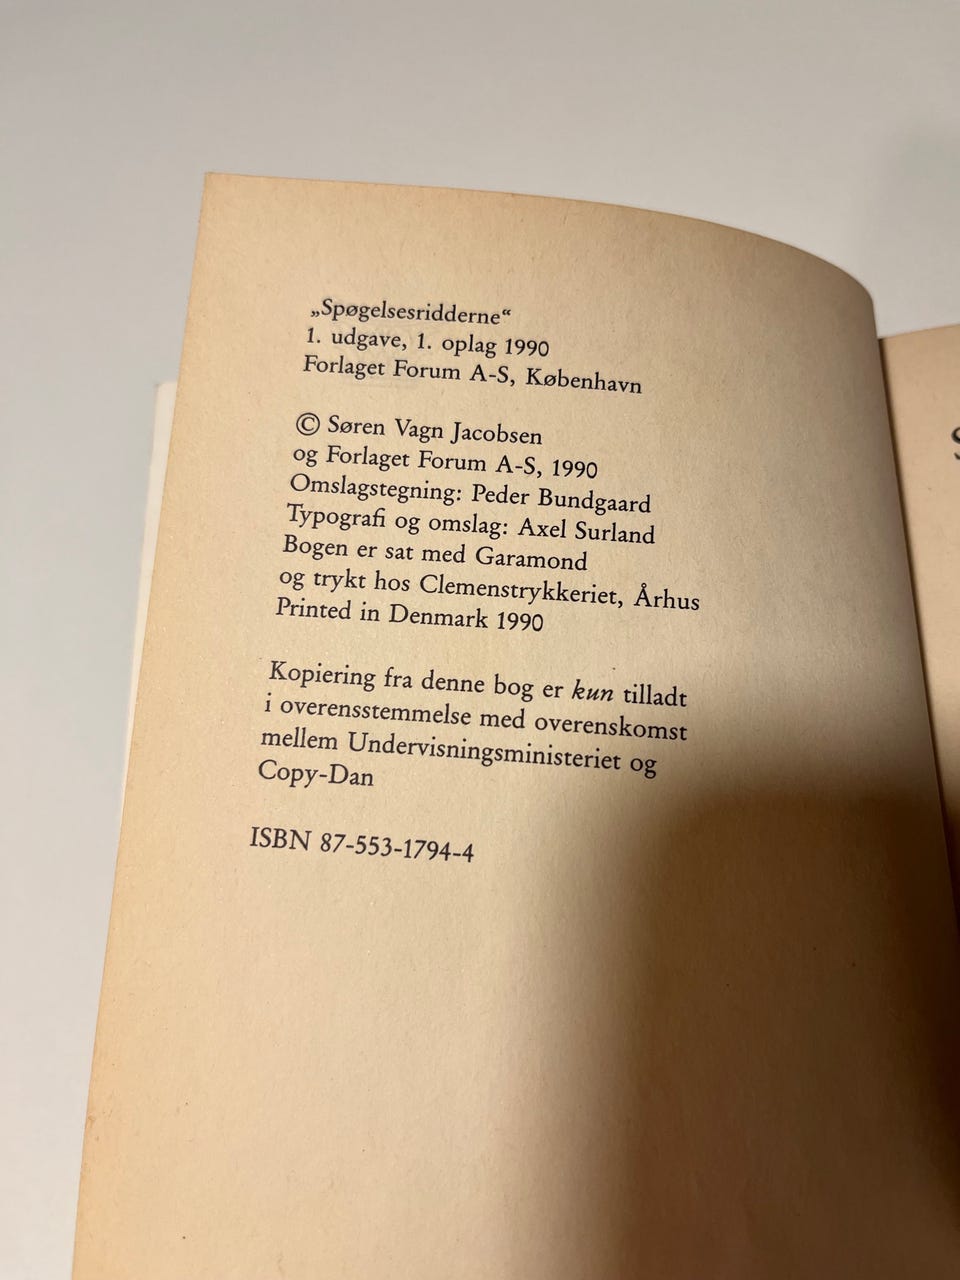 „Spøgelsesridderne“
1. udgave, 1. oplag 1990
Forlaget Forum A-S, København
© Søren Vagn Jacobsen
og Forlaget Forum A-S, 1990
Omslagstegning: Peder Bundgaard
Typografi og omslag: Axel Surland
Bogen er sat med Garamond
og trykt hos Clemenstrykkeriet, Århus
Printed in Denmark 1990
Kopiering fra denne bog er kun tilladt
i overensstemmelse med overenskomst
mellem Undervisningsministeriet og
Copy-Dan
ISBN 87-553-1794-4